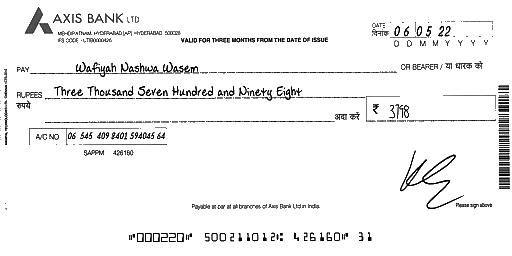 AXIS BANK LTD
MEHDIPATNAM, HYDERABAD [AP] HYDERABAD 500028
IFS CODE - UTIB0000426
VALID FOR THREE MONTHS FROM THE DATE OF ISSUE
DATE
दिनांक 06 05 22
D D M M Y Y Y Y
PAY Wafiyah Nashwa Wasem OR BEARER / या धारक को
RUPEES Three Thousand Seven Hundred and Ninety Eight
रुपये अदा करें ₹ 3798
A/C NO 06 545 409 8401 594045 64
SAPPM 426160
Payable at par at all branches of Axis Bank Ltd in India.
Please sign above
⑈000220⑈ 500211012⑆ 426160⑈ 31